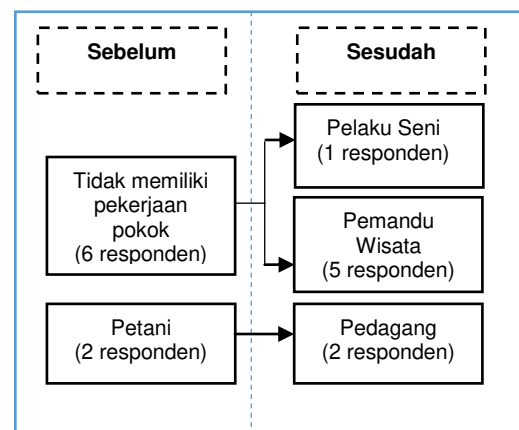 Sebelum
Sesudah
Tidak memiliki
pekerjaan
pokok
(6 responden)
Pelaku Seni
(1 responden)
Pemandu
Wisata
(5 responden)
Petani
(2 responden)
Pedagang
(2 responden)